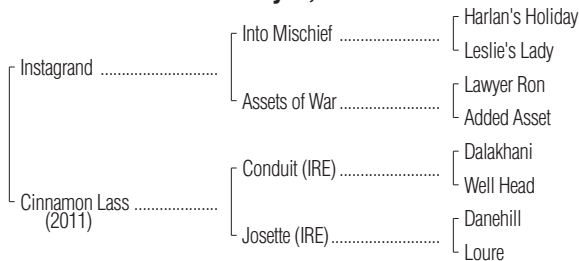 Harlan's Holiday
Into Mischief
Leslie's Lady
Instagrand
Lawyer Ron
Assets of War
Added Asset
Dalakhani
Conduit (IRE)
Well Head
Cinnamon Lass
(2011)
Danehill
Josette (IRE)
Loure